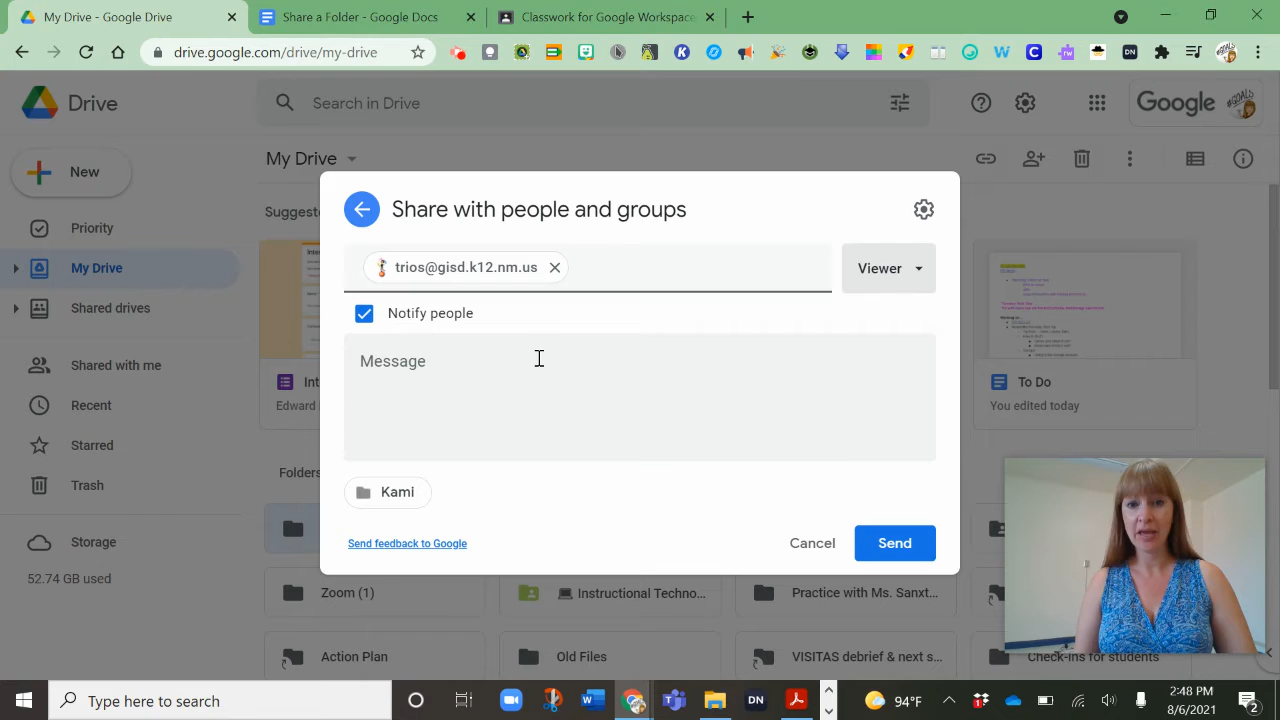 My Drive - Google Drive
Share a Folder - Google Docs
Classwork for Google Workspace
drive.google.com/drive/my-drive
Drive
Search in Drive
Google
#GOALS
New
My Drive
Priority
My Drive
Shared drives
Shared with me
Recent
Starred
Trash
Storage
52.74 GB used
Suggest
Share with people and groups
trios@gisd.k12.nm.us
Viewer
Notify people
Message
Kami
Send feedback to Google
Cancel
Send
Int
Edward
To Do
You edited today
Folders
Zoom (1)
Instructional Techno...
Practice with Ms. Sanxt...
Action Plan
Old Files
VISITAS debrief & next s...
Check-ins for students
Type here to search
94°F
2:48 PM
8/6/2021